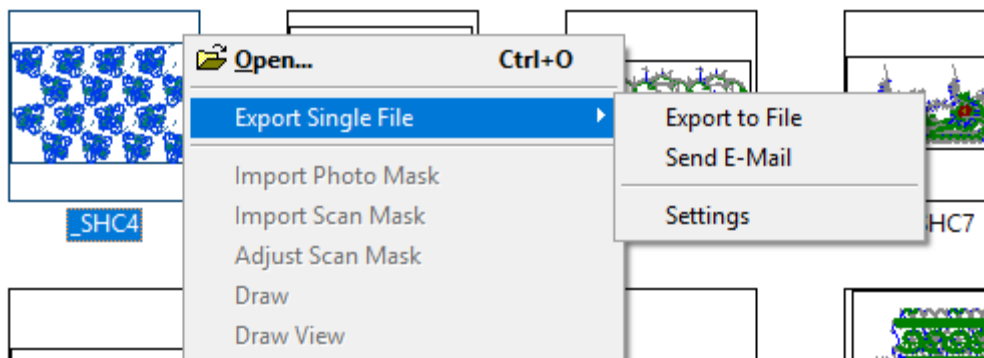 Open... Ctrl+O
Export Single File
Export to File
Send E-Mail
Settings
Import Photo Mask
Import Scan Mask
Adjust Scan Mask
Draw
Draw View
_SHC4
HC7